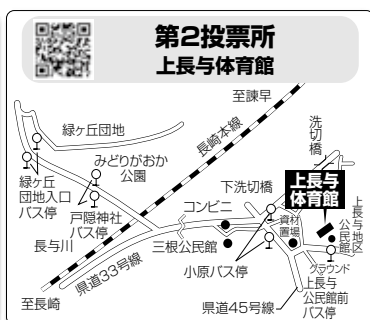 第2投票所
上長与体育館
至諫早
長崎本線
洗切橋
緑ヶ丘団地
みどりがおか
公園
緑ヶ丘
団地入口
バス停
戸隠神社
バス停
下洗切橋
上長与
体育館
コンビニ
資材
置場
上長与地区
公民館
長与川
三根公民館
小原バス停
グラウンド
県道33号線
上長与
公民館前
バス停
至長崎
県道45号線